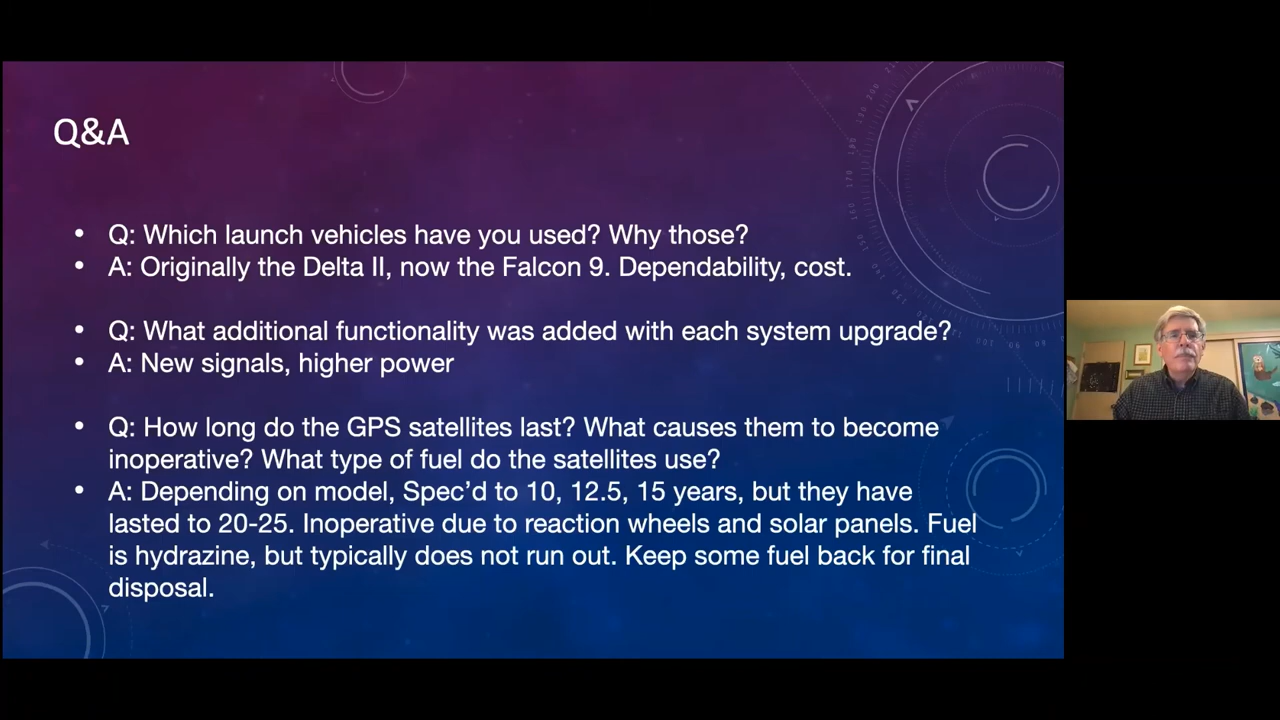 Q&A
• Q: Which launch vehicles have you used? Why those?
• A: Originally the Delta II, now the Falcon 9. Dependability, cost.
• Q: What additional functionality was added with each system upgrade?
• A: New signals, higher power
• Q: How long do the GPS satellites last? What causes them to become
inoperative? What type of fuel do the satellites use?
• A: Depending on model, Spec’d to 10, 12.5, 15 years, but they have
lasted to 20-25. Inoperative due to reaction wheels and solar panels. Fuel
is hydrazine, but typically does not run out. Keep some fuel back for final
disposal.